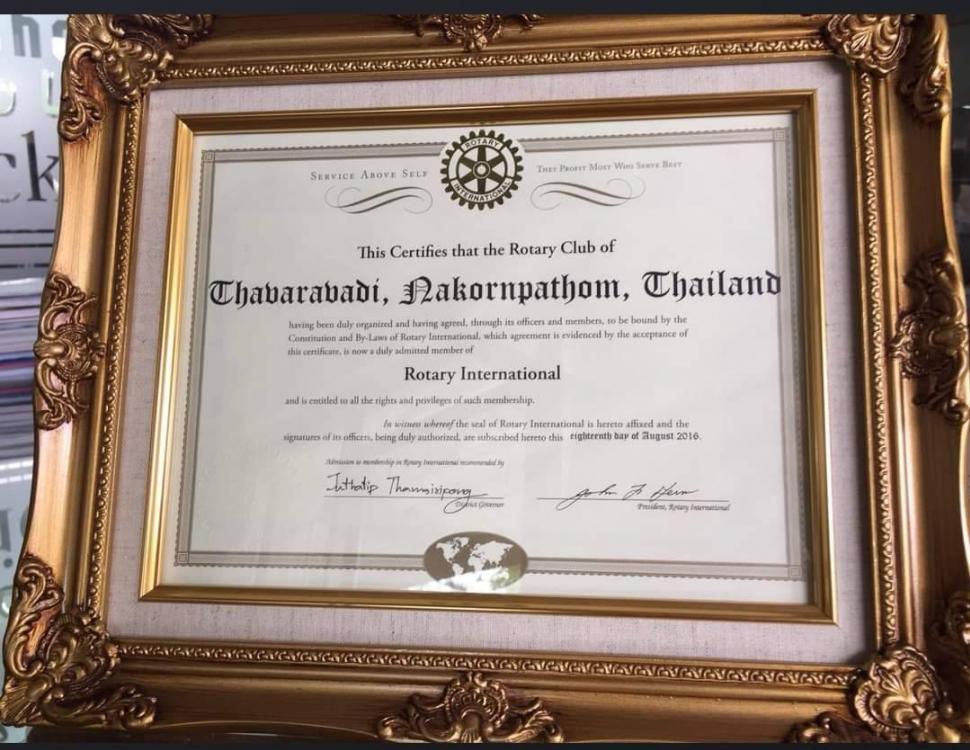 SERVICE ABOVE SELF
ROTARY
INTERNATIONAL
THEY PROFIT MOST WHO SERVE BEST
This Certifies that the Rotary Club of
Thavaravadi, Nakornpathom, Thailand
having been duly organized and having agreed, through its officers and members, to be bound by the
Constitution and By-Laws of Rotary International, which agreement is evidenced by the acceptance of
this certificate, is now a duly admitted member of
Rotary International
and is entitled to all the rights and privileges of such membership.
In witness whereof the seal of Rotary International is hereto affixed and the
signatures of its officers, being duly authorized, are subscribed hereto this eighteenth day of August 2016.
Admission to membership in Rotary International recommended by
District Governor
John F
President, Rotary International